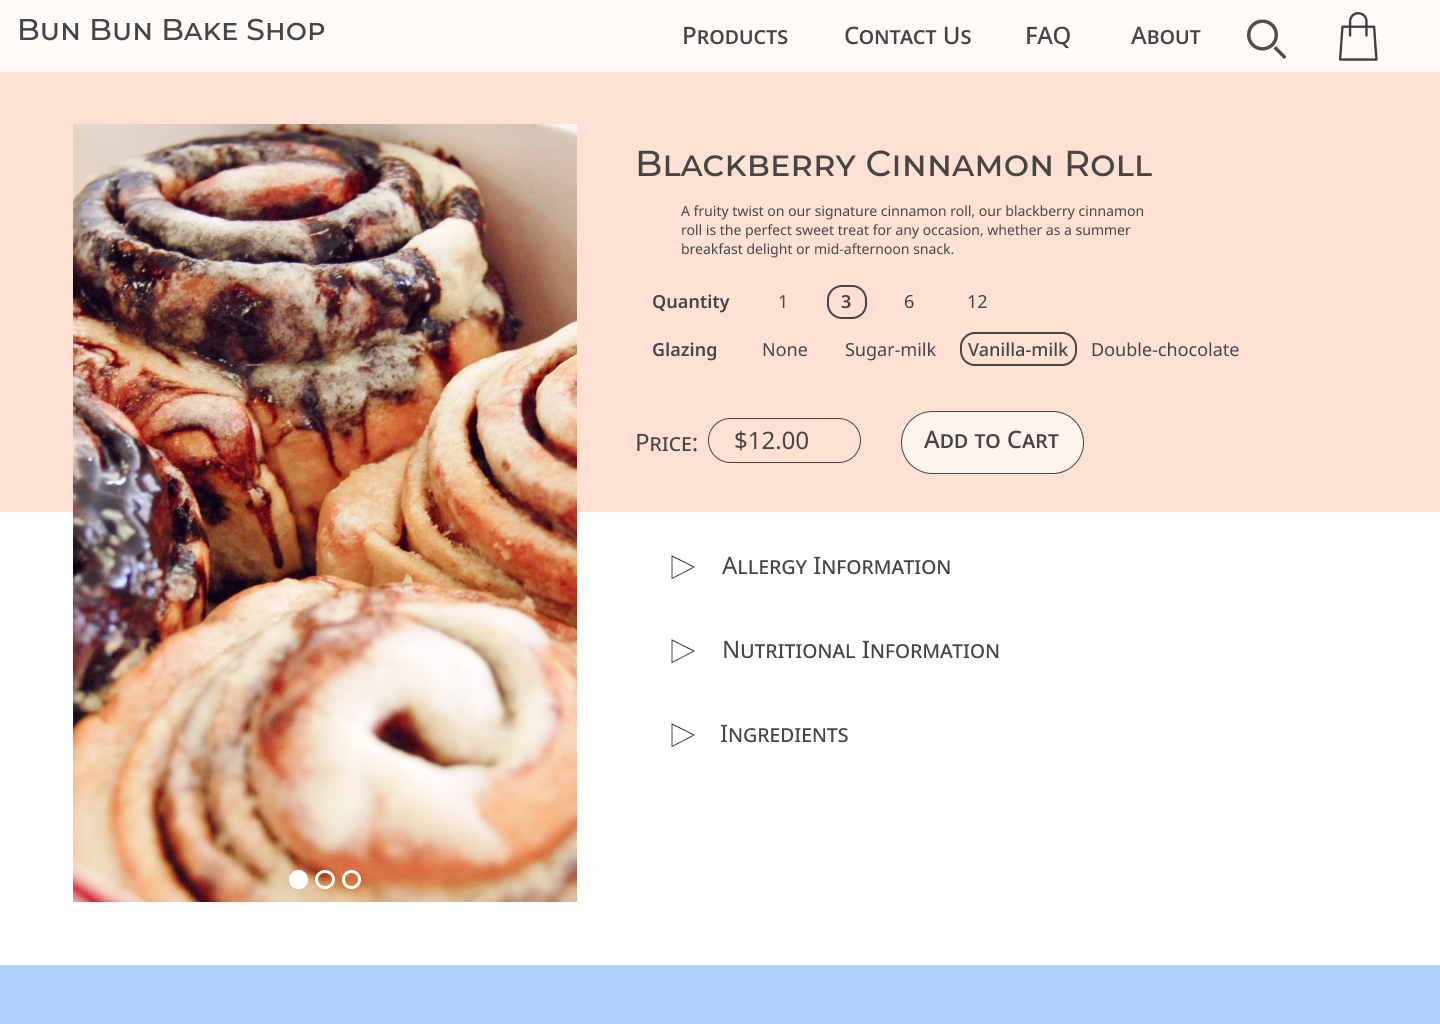 Bun Bun Bake Shop
Products Contact Us FAQ About
Blackberry Cinnamon Roll
A fruity twist on our signature cinnamon roll, our blackberry cinnamon
roll is the perfect sweet treat for any occasion, whether as a summer
breakfast delight or mid-afternoon snack.
Quantity 1 3 6 12
Glazing None Sugar-milk Vanilla-milk Double-chocolate
Price: $12.00 Add to Cart
Allergy Information
Nutritional Information
Ingredients